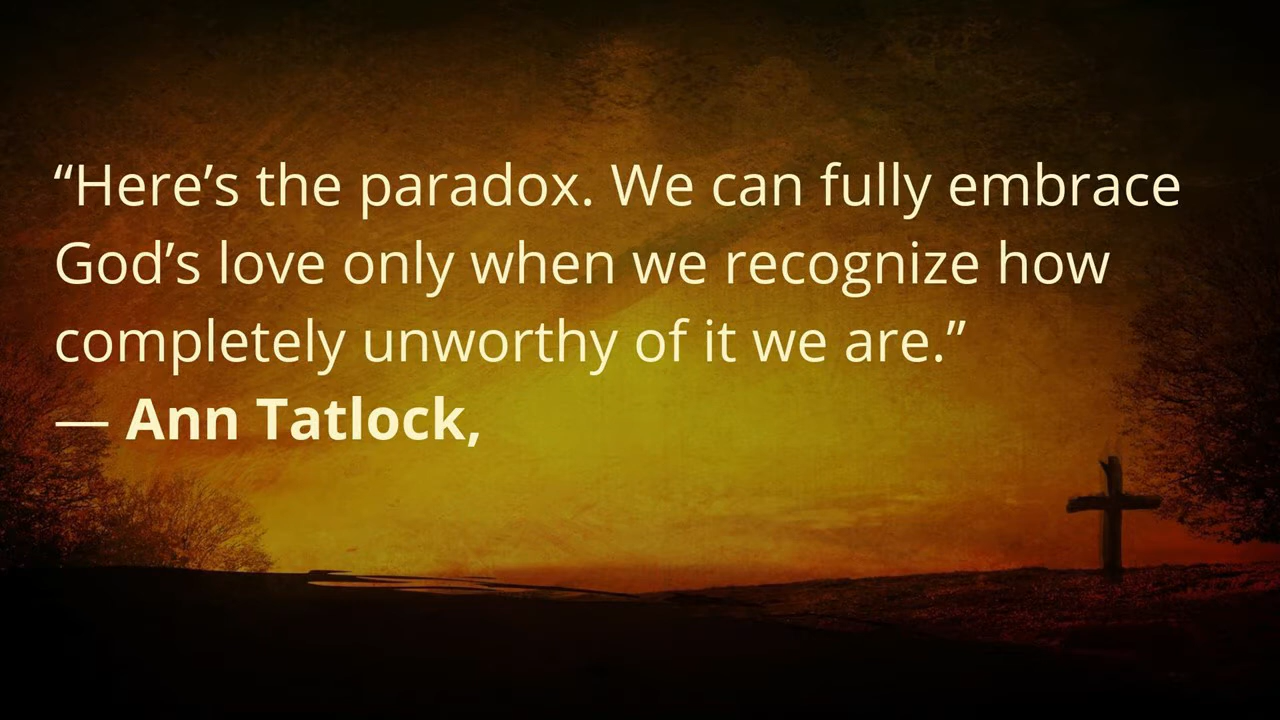 “Here’s the paradox. We can fully embrace
God’s love only when we recognize how
completely unworthy of it we are.”
— Ann Tatlock,